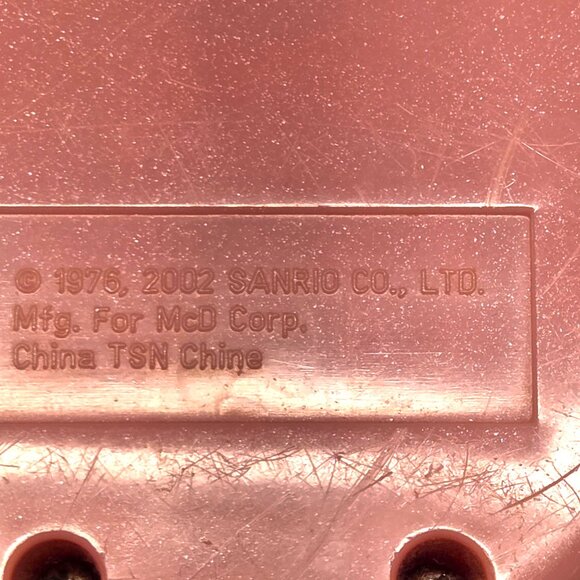 © 1976, 2002 SANRIO CO., LTD.
Mfg. For McD Corp.
China TSN Chine